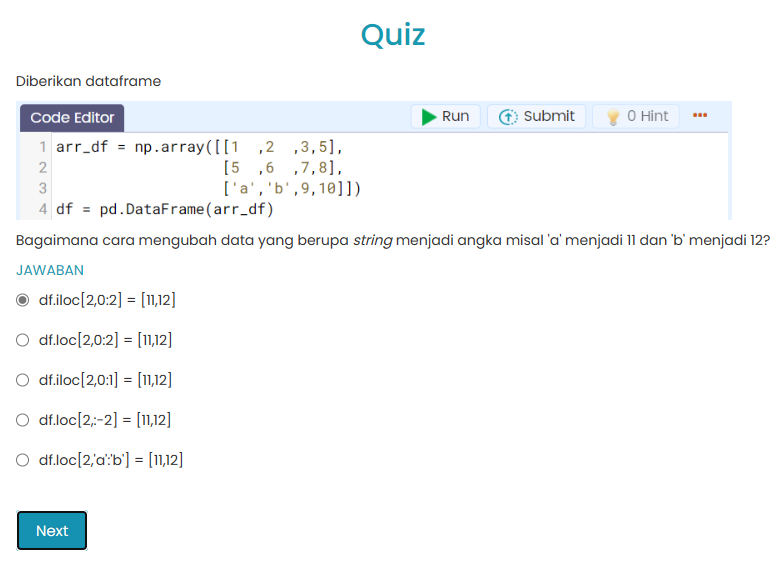 Quiz
Diberikan dataframe
Code Editor Run Submit 0 Hint ...
1 arr_df = np.array([[1 ,2 ,3,5],
2 [5 ,6 ,7,8],
3 ['a','b',9,10]])
4 df = pd.DataFrame(arr_df)
Bagaimana cara mengubah data yang berupa string menjadi angka misal 'a' menjadi 11 dan 'b' menjadi 12?
JAWABAN
df.iloc[2,0:2] = [11,12]
df.loc[2,0:2] = [11,12]
df.iloc[2,0:1] = [11,12]
df.loc[2,:-2] = [11,12]
df.loc[2,'a':'b'] = [11,12]
Next